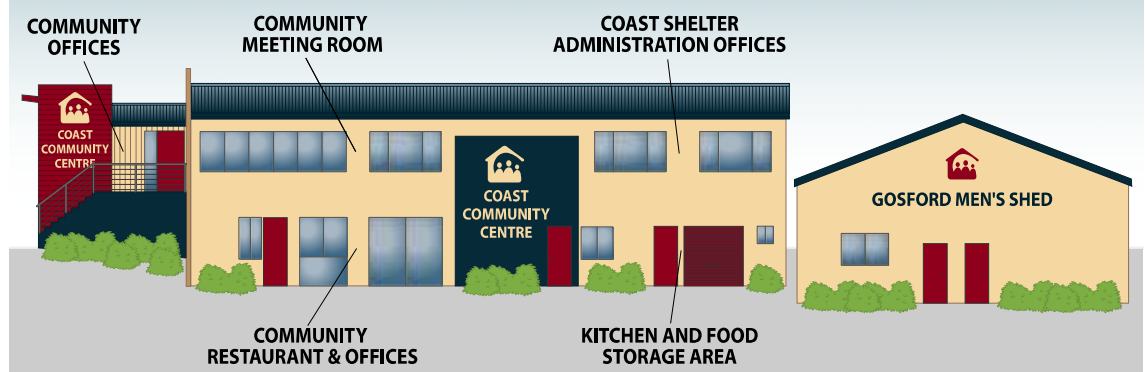 COMMUNITY
OFFICES
COMMUNITY
MEETING ROOM
COAST SHELTER
ADMINISTRATION OFFICES
COAST
COMMUNITY
CENTRE
COAST
COMMUNITY
CENTRE
GOSFORD MEN'S SHED
COMMUNITY
RESTAURANT & OFFICES
KITCHEN AND FOOD
STORAGE AREA